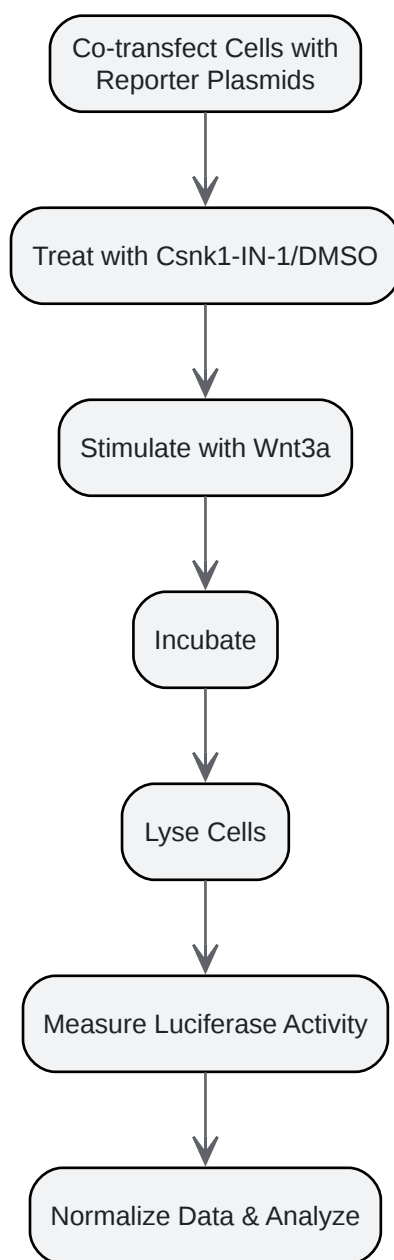 Co-transfect Cells with
Reporter Plasmids
Treat with Csnk1-IN-1/DMSO
Stimulate with Wnt3a
Incubate
Lyse Cells
Measure Luciferase Activity
Normalize Data & Analyze